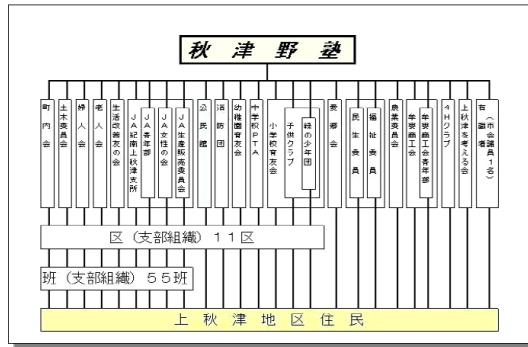 秋津野塾
町内会
土木委員会
婦人会
老人会
生活改善友の会
JA紀南上秋津支所
JA青年部
JA女性の会
JA生産販売委員会
公民館
消防団
幼稚園育友会
中学校PTA
小学校育友会
子供クラブ
緑の少年団
愛郷会
民生委員
福祉委員
農業委員会
牟婁商工会
牟婁商工会青年部
4Hクラブ
上秋津を考える会
有識者
(市会議員1名)
区(支部組織)11区
班(支部組織)55班
上秋津地区住民